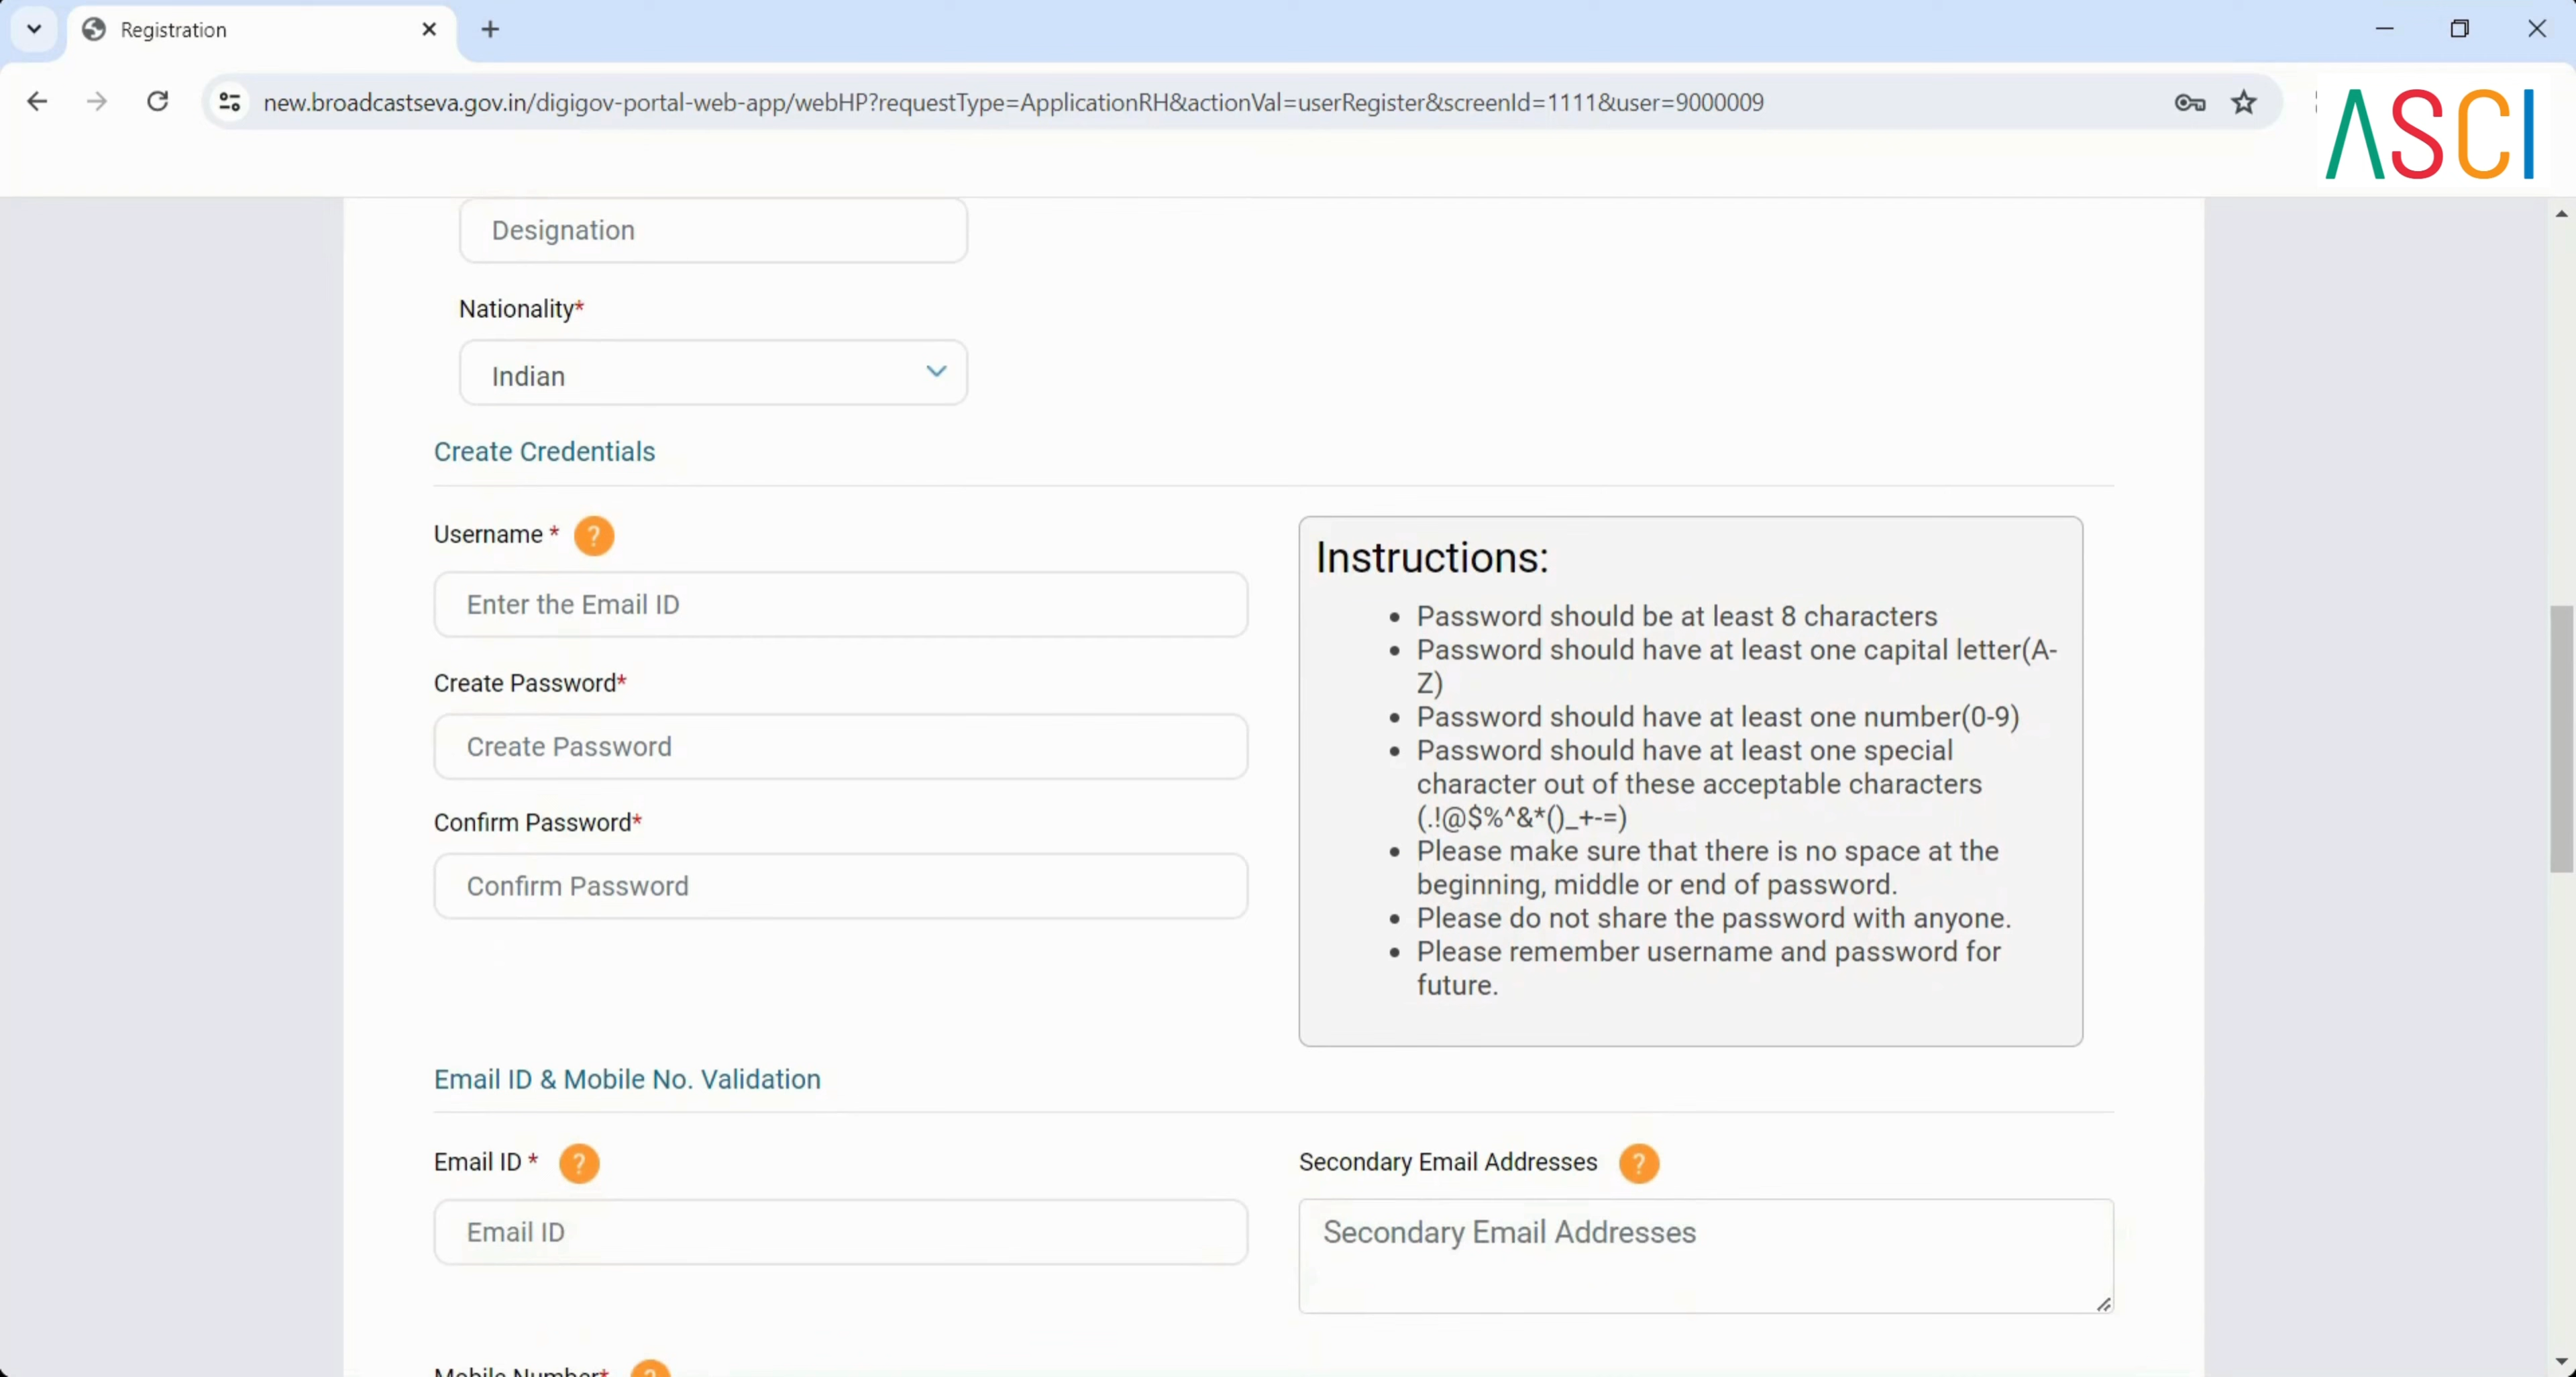 Registration
new.broadcastseva.gov.in/digigov-portal-web-app/webHP?requestType=ApplicationRH&actionVal=userRegister&screenId=1111&user=9000009
ASCI
Designation
Nationality*
Indian
Create Credentials
Username * ?
Enter the Email ID
Create Password*
Create Password
Confirm Password*
Confirm Password
Instructions:
• Password should be at least 8 characters
• Password should have at least one capital letter(A-
Z)
• Password should have at least one number(0-9)
• Password should have at least one special
character out of these acceptable characters
(.!@$%^&*()_+-=)
• Please make sure that there is no space at the
beginning, middle or end of password.
• Please do not share the password with anyone.
• Please remember username and password for
future.
Email ID & Mobile No. Validation
Email ID * ?
Email ID
Secondary Email Addresses ?
Secondary Email Addresses
Mobile Number* ?